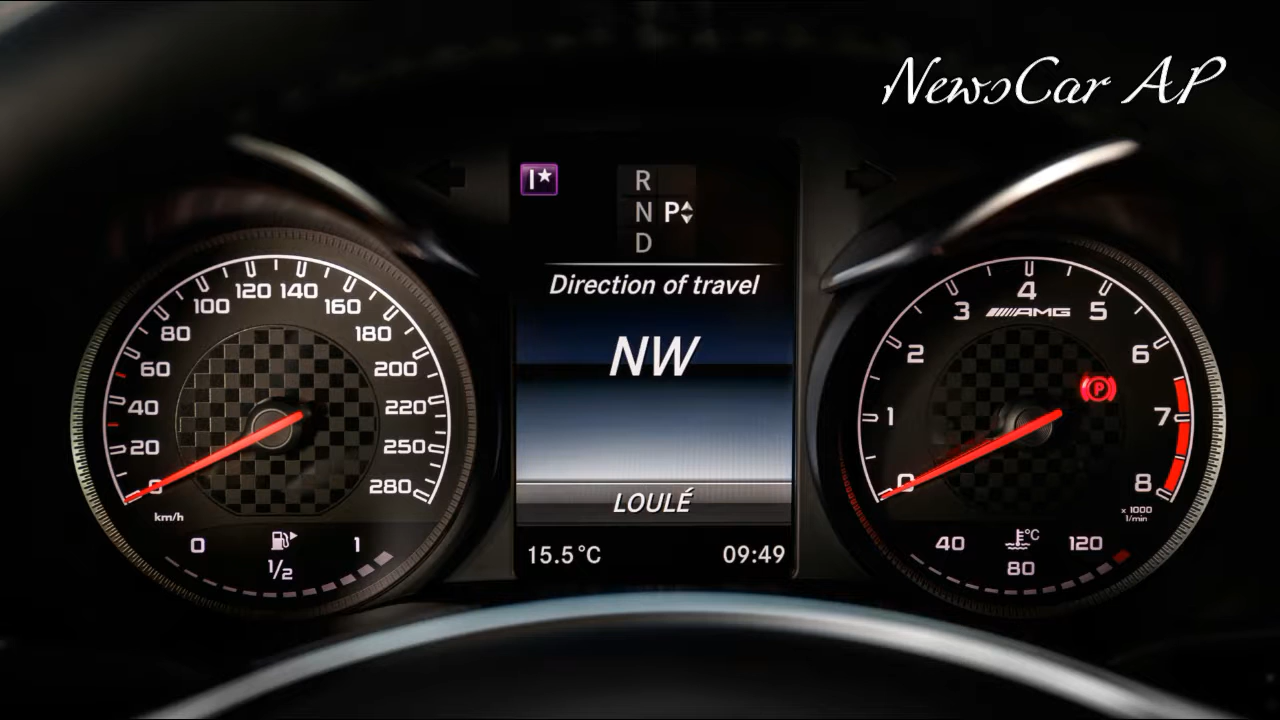 NewsCar AP
I★
R
N P
D
Direction of travel
NW
LOULÉ
15.5°C 09:49
0
20
40
60
80
100
120
140
160
180
200
220
250
280
km/h
0 1/2 1
0
1
2
3
4
5
6
7
8
AMG
P
x 1000
1/min
40 80 120
°C